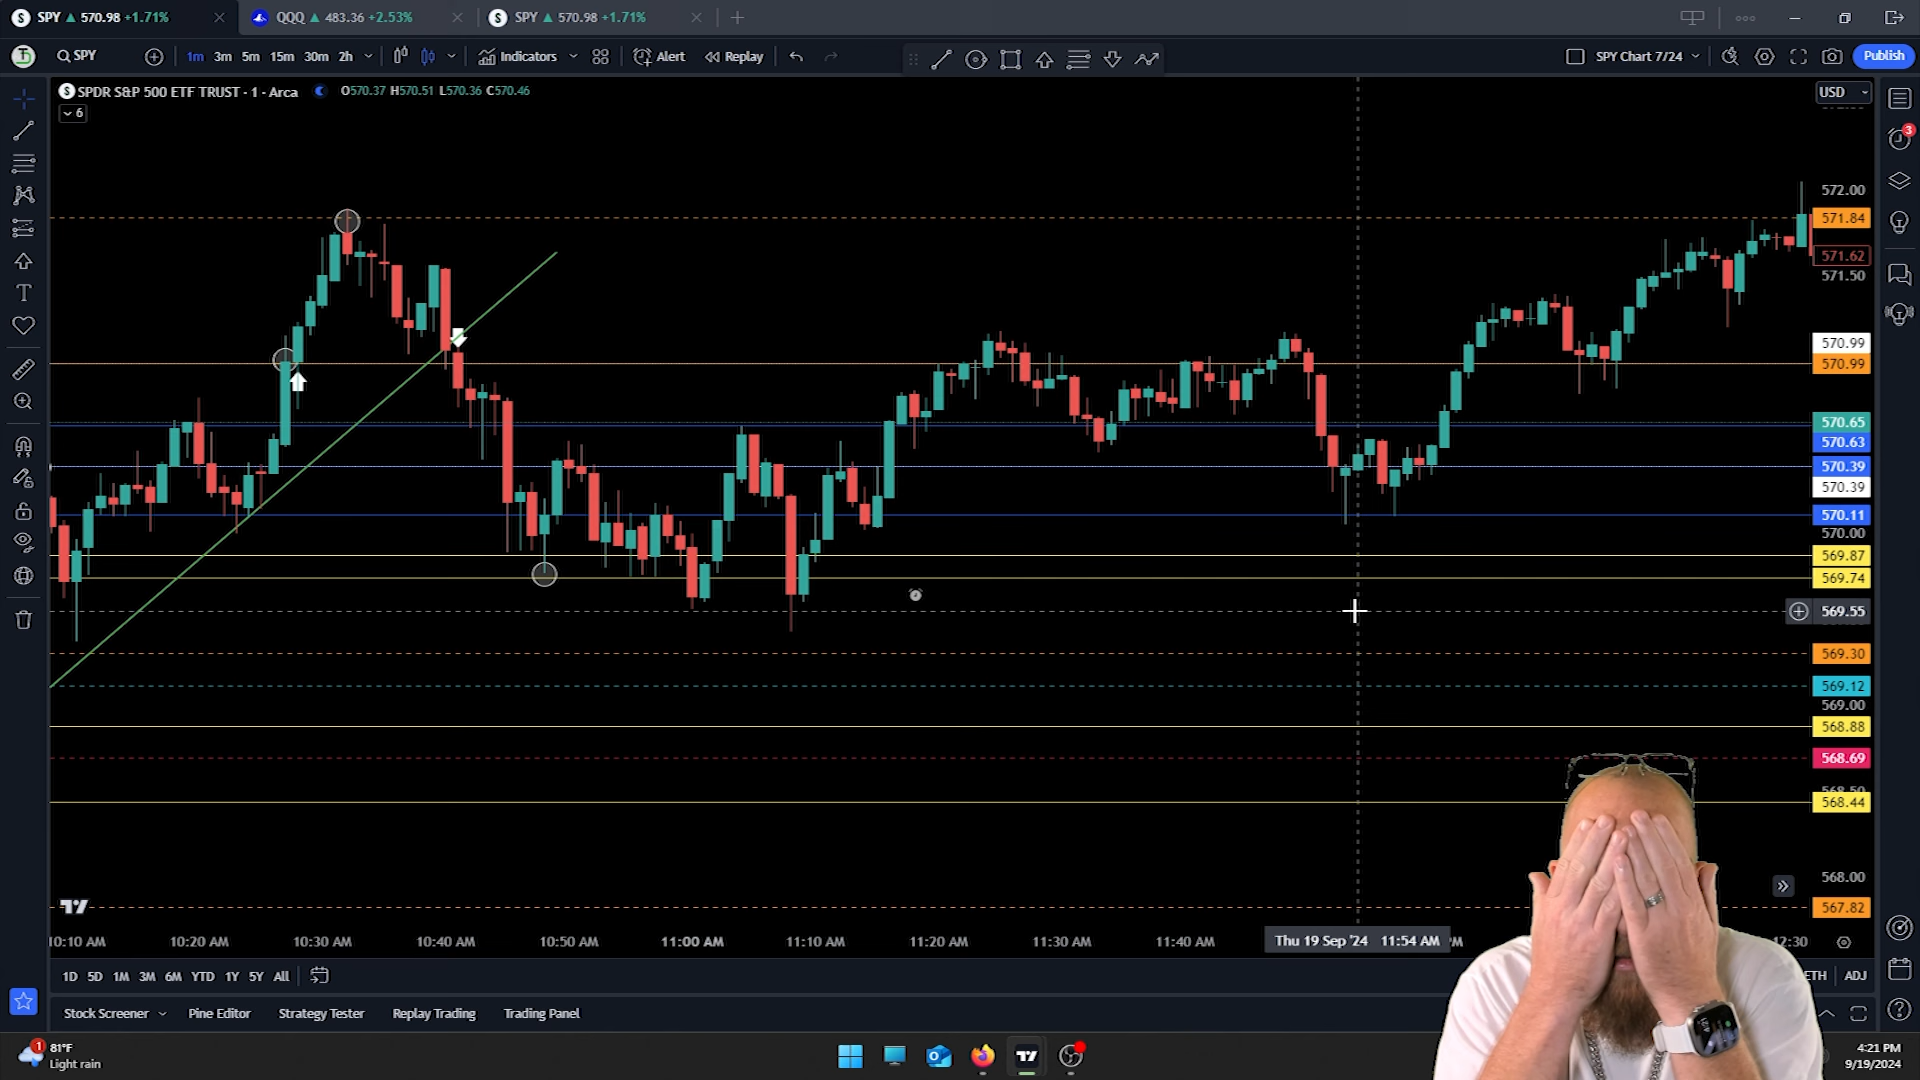 SPY 570.98 +1.71%
QQQ 483.36 +2.53%
SPY 570.98 +1.71%
SPY
1m 3m 5m 15m 30m 2h
Indicators
Alert
Replay
SPY Chart 7/24
Publish
SPDR S&P 500 ETF TRUST · 1 · Arca
O570.37 H570.51 L570.36 C570.46
USD
6
3
572.00
571.84
571.62
571.50
570.99
570.99
570.65
570.63
570.39
570.39
570.11
570.00
569.87
569.74
569.55
569.30
569.12
569.00
568.88
568.69
568.50
568.44
568.00
567.82
10:10 AM 10:20 AM 10:30 AM 10:40 AM 10:50 AM 11:00 AM 11:10 AM 11:20 AM 11:30 AM 11:40 AM Thu 19 Sep '24 11:54 AM PM 12:30
1D 5D 1M 3M 6M YTD 1Y 5Y All
ETH ADJ
Stock Screener
Pine Editor
Strategy Tester
Replay Trading
Trading Panel
1
81°F
Light rain
4:21 PM
9/19/2024